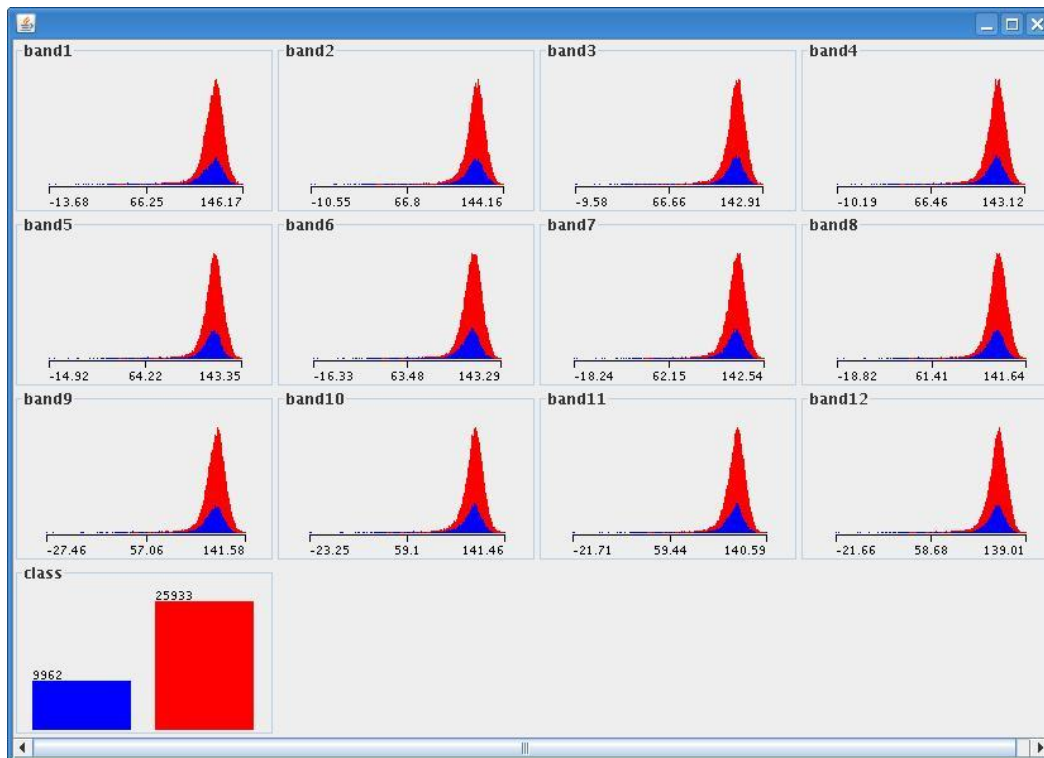 band1
-13.68 66.25 146.17
band2
-10.55 66.8 144.16
band3
-9.58 66.66 142.91
band4
-10.19 66.46 143.12
band5
-14.92 64.22 143.35
band6
-16.33 63.48 143.29
band7
-18.24 62.15 142.54
band8
-18.82 61.41 141.64
band9
-27.46 57.06 141.58
band10
-23.25 59.1 141.46
band11
-21.71 59.44 140.59
band12
-21.66 58.68 139.01
class
25933
9962